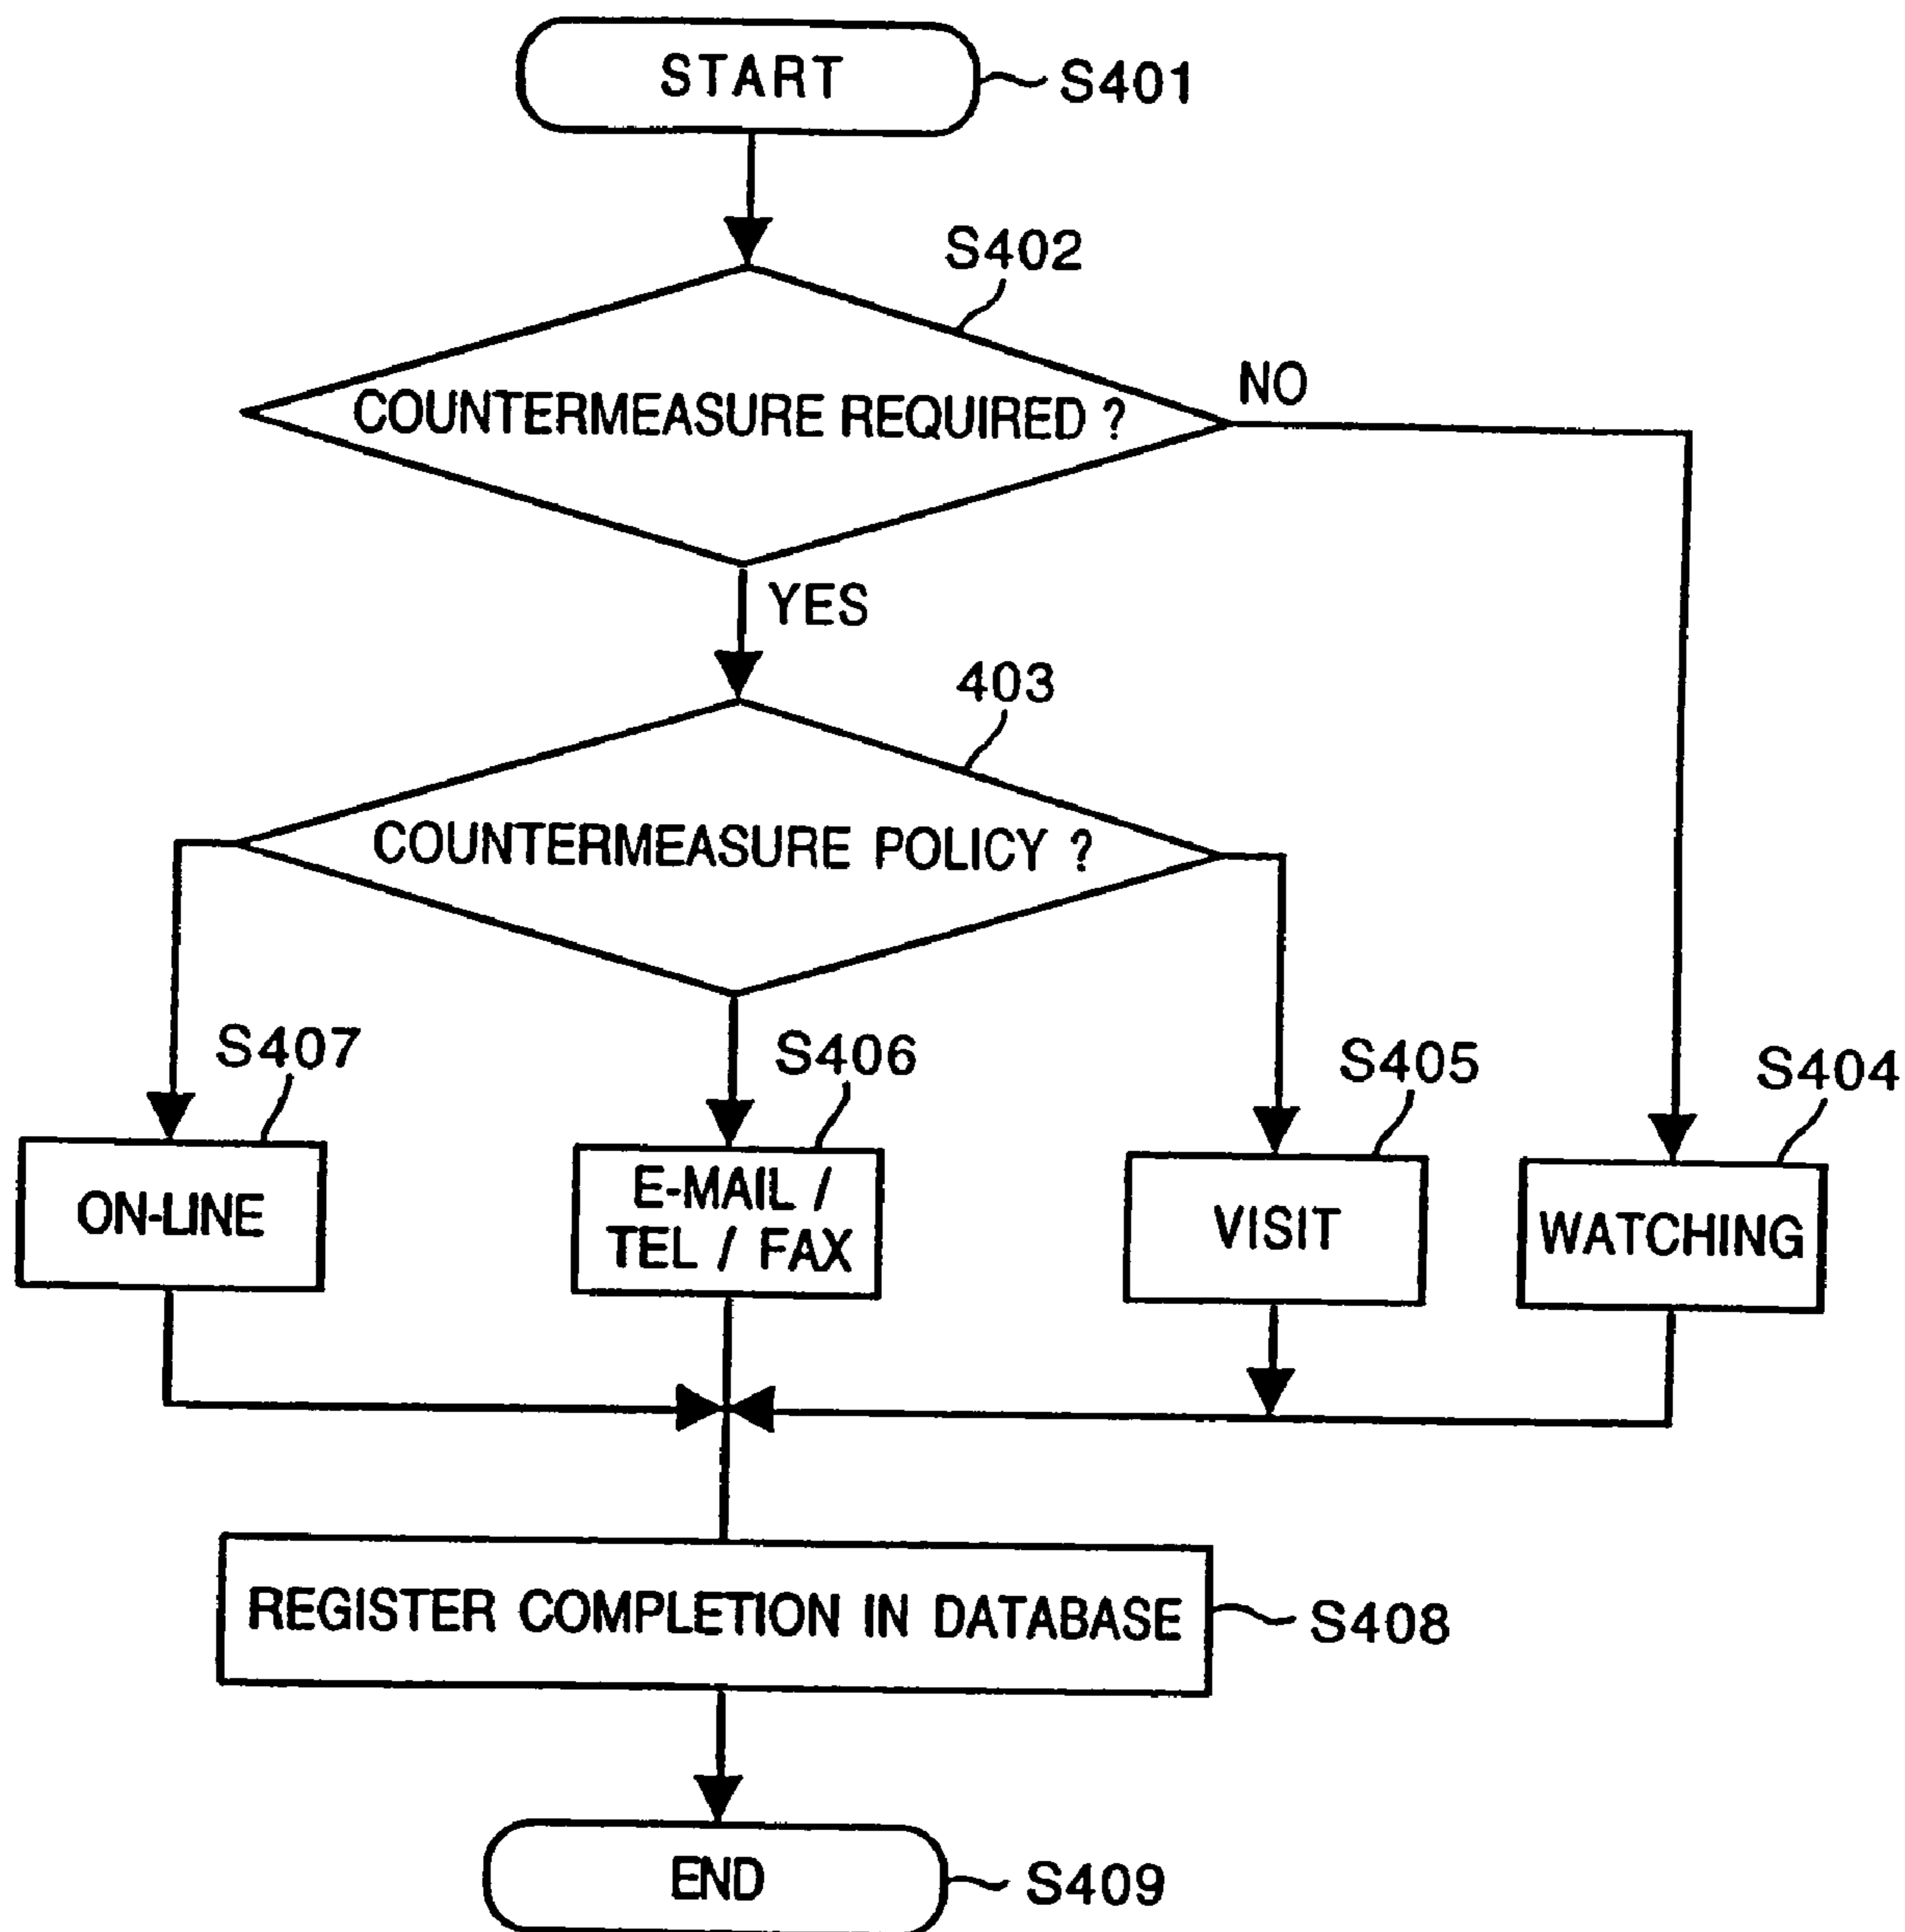 START
S401
S402
COUNTERMEASURE REQUIRED ?
NO
YES
403
COUNTERMEASURE POLICY ?
S407
S406
S405
S404
ON-LINE
E-MAIL /
TEL / FAX
VISIT
WATCHING
REGISTER COMPLETION IN DATABASE
S408
END
S409